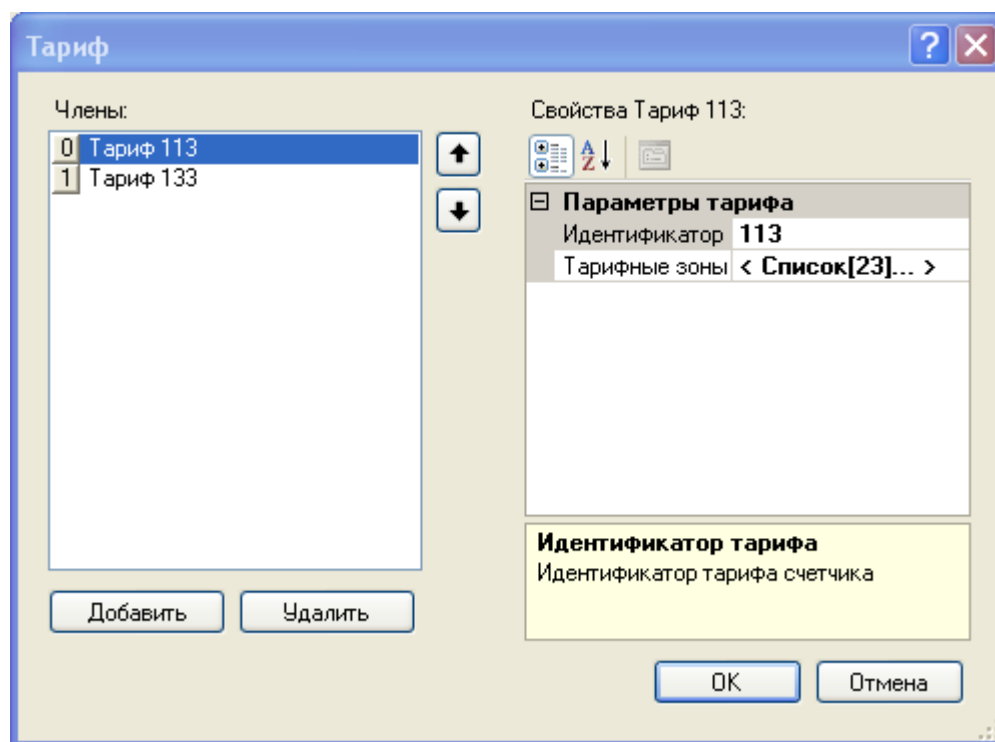 Тариф
Члены:
0 Тариф 113
1 Тариф 133
Добавить
Удалить
Свойства Тариф 113:
Параметры тарифа
Идентификатор 113
Тарифные зоны < Список[23]... >
Идентификатор тарифа
Идентификатор тарифа счетчика
OK
Отмена